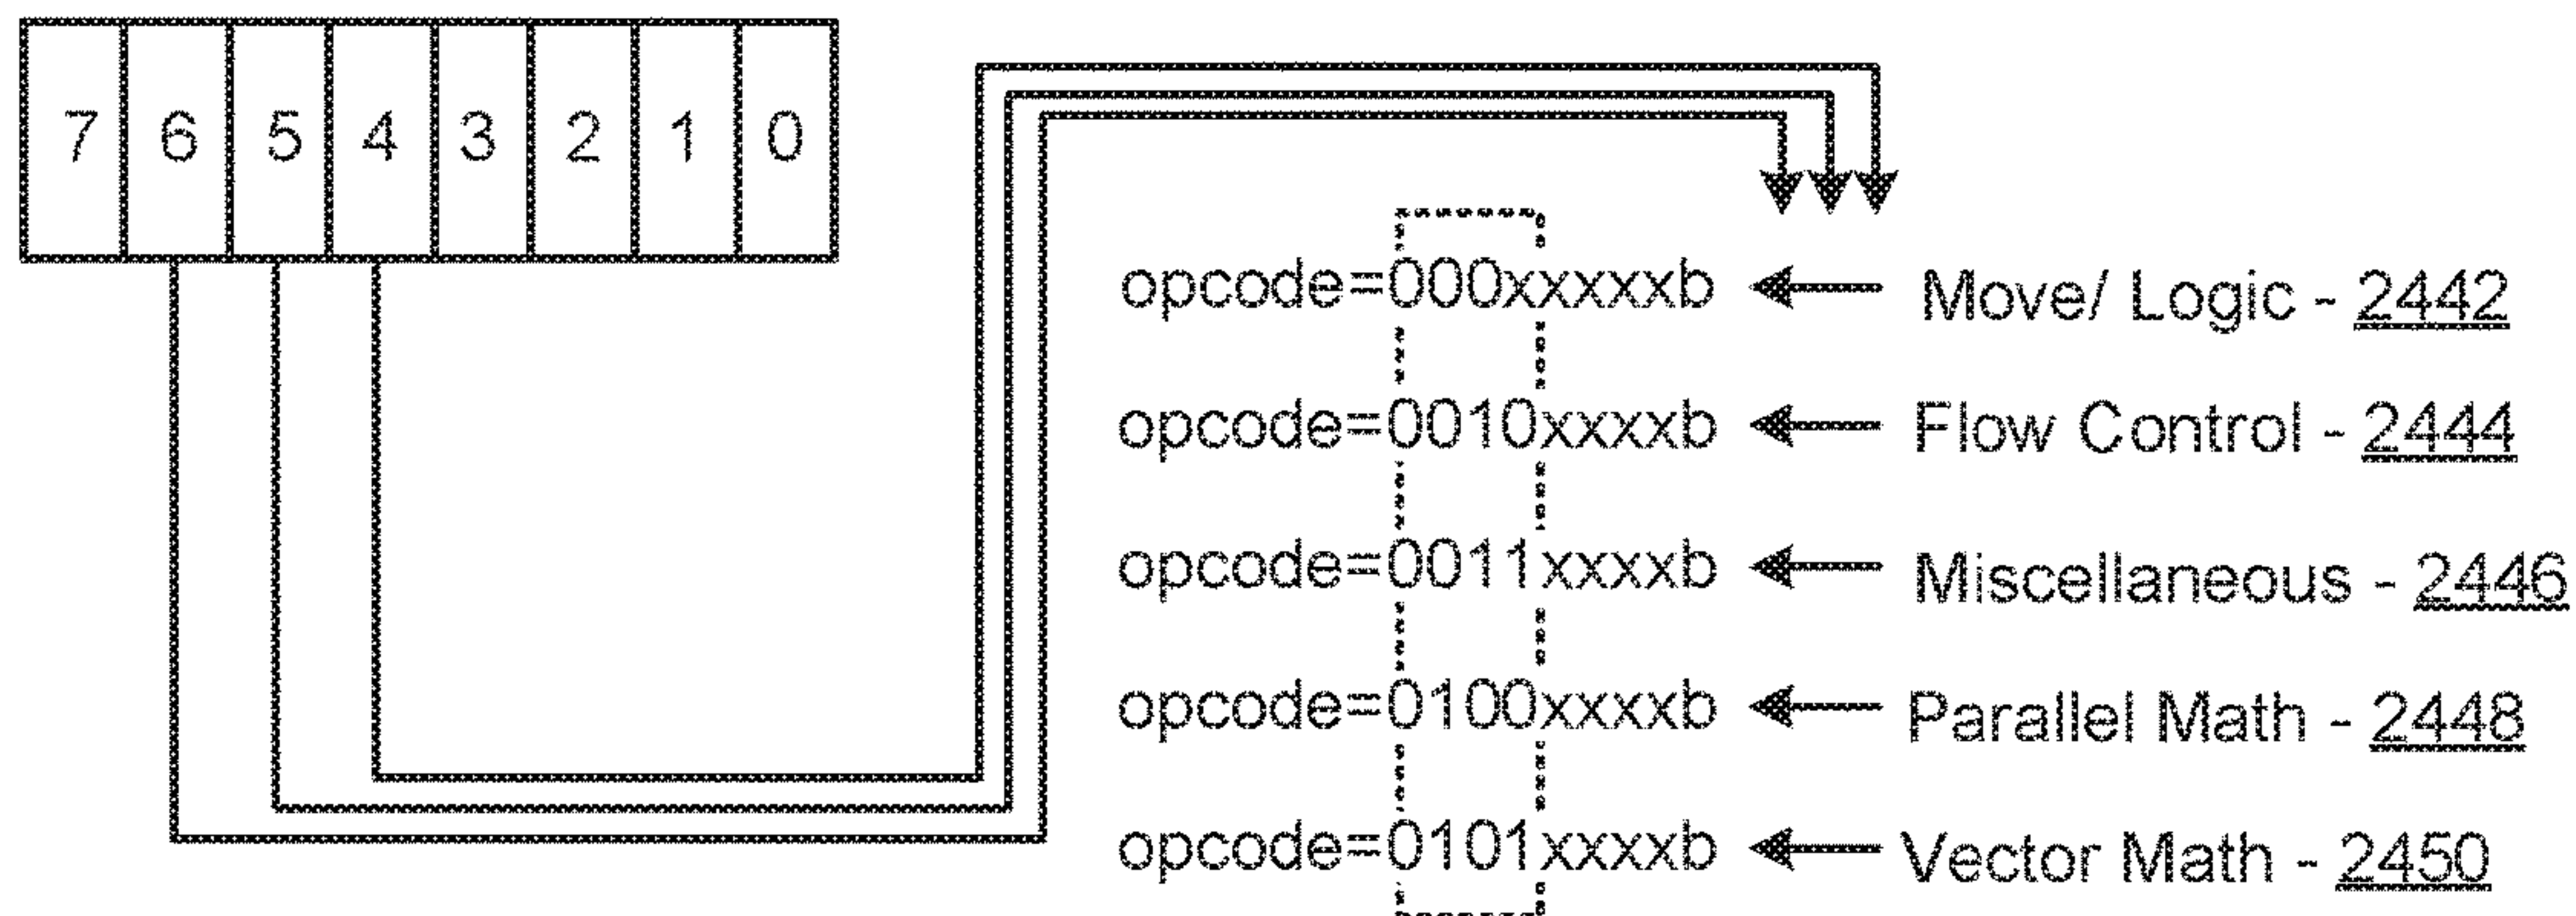 7 6 5 4 3 2 1 0
opcode=000xxxxxb Move/ Logic - 2442
opcode=0010xxxxb Flow Control - 2444
opcode=0011xxxxb Miscellaneous - 2446
opcode=0100xxxxb Parallel Math - 2448
opcode=0101xxxxb Vector Math - 2450